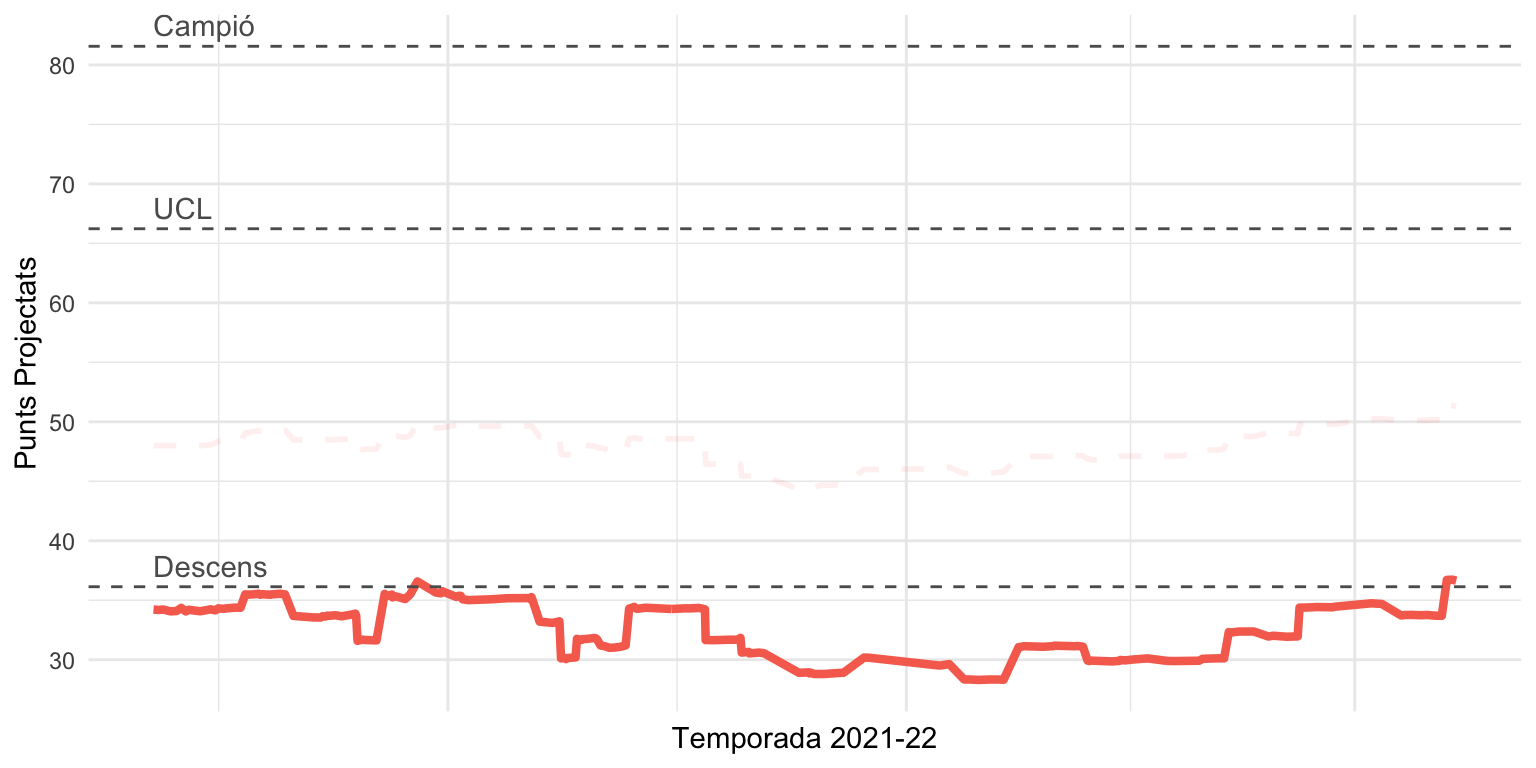 Campió
80
70
UCL
60
50
40
Descens
30
Punts Projectats
Temporada 2021-22